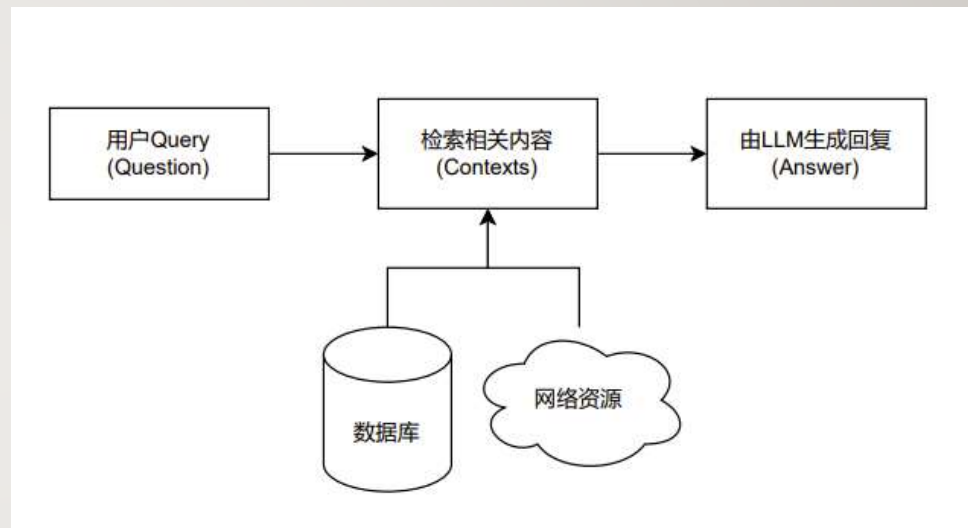 用户Query
(Question)
检索相关内容
(Contexts)
由LLM生成回复
(Answer)
数据库
网络资源